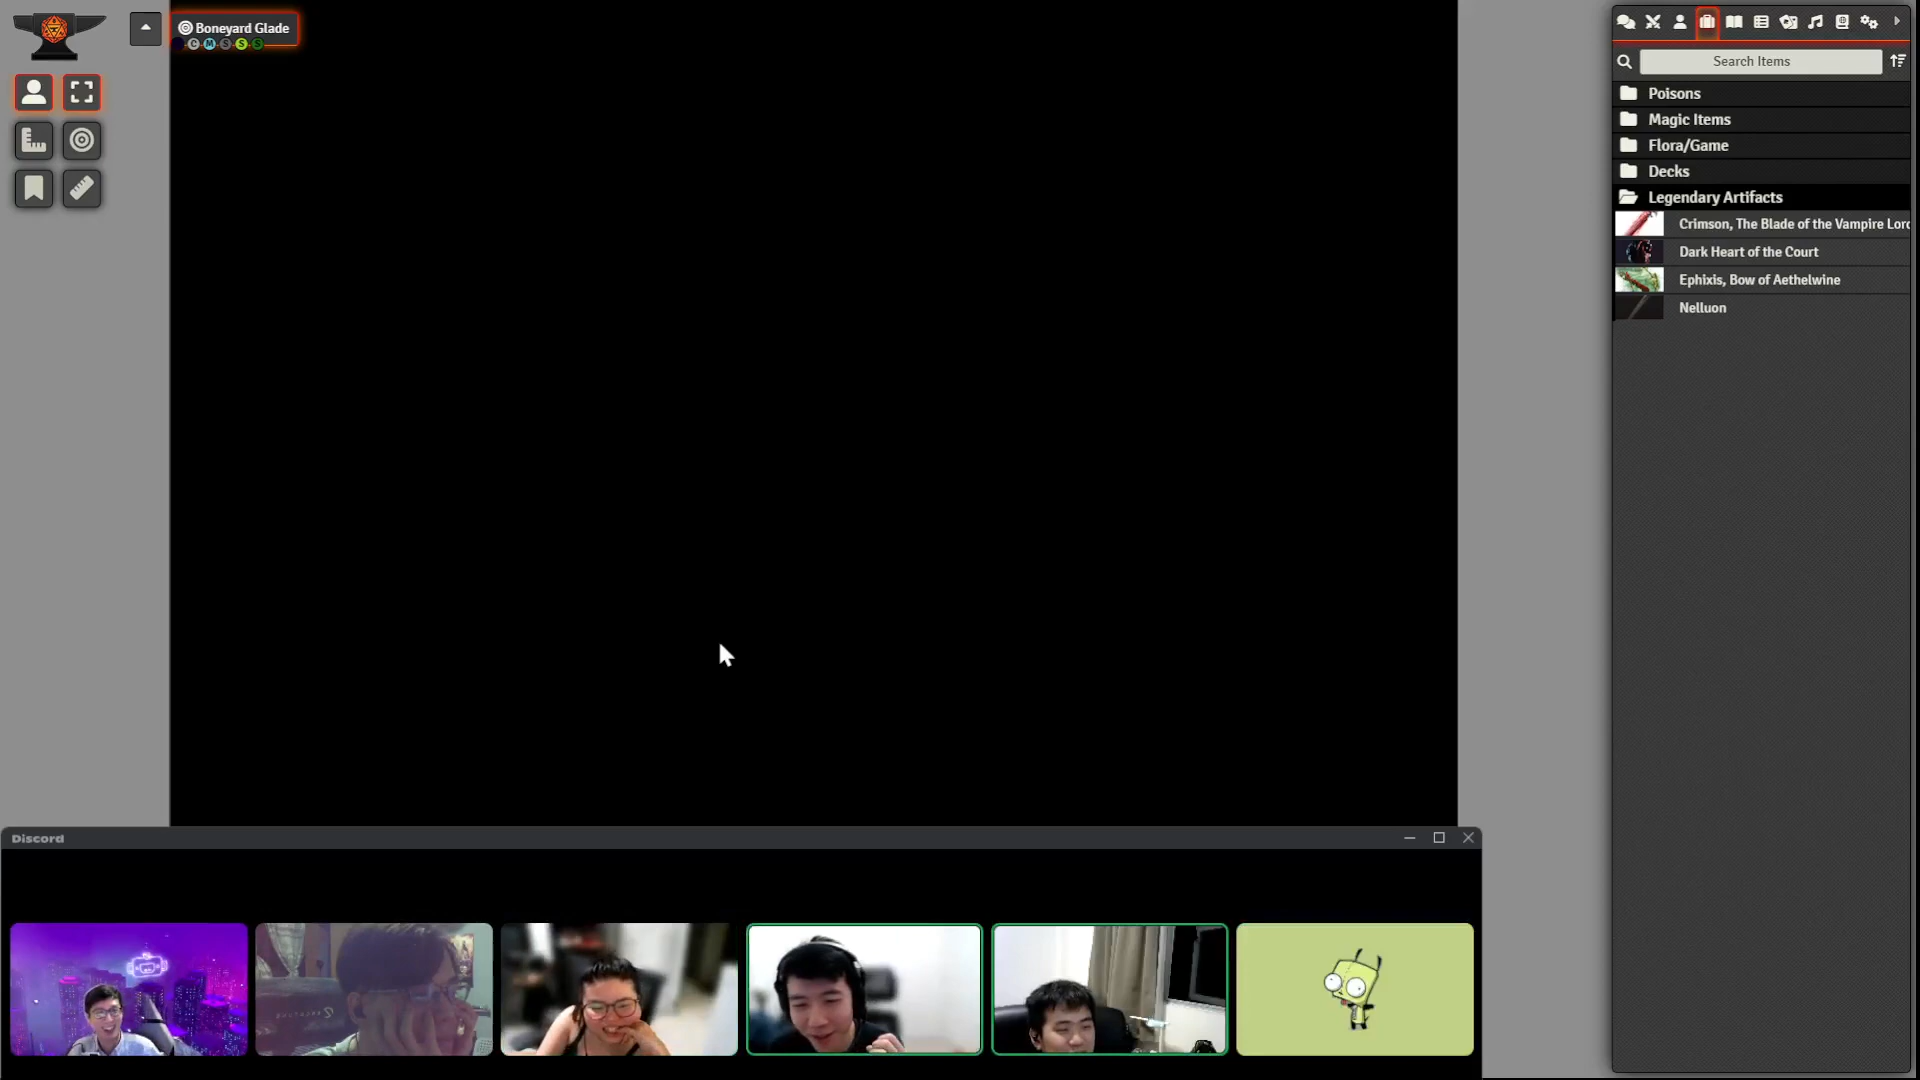 Boneyard Glade
C M S S S
Search Items
Poisons
Magic Items
Flora/Game
Decks
Legendary Artifacts
Crimson, The Blade of the Vampire Lord
Dark Heart of the Court
Ephixis, Bow of Aethelwine
Nelluon
Discord